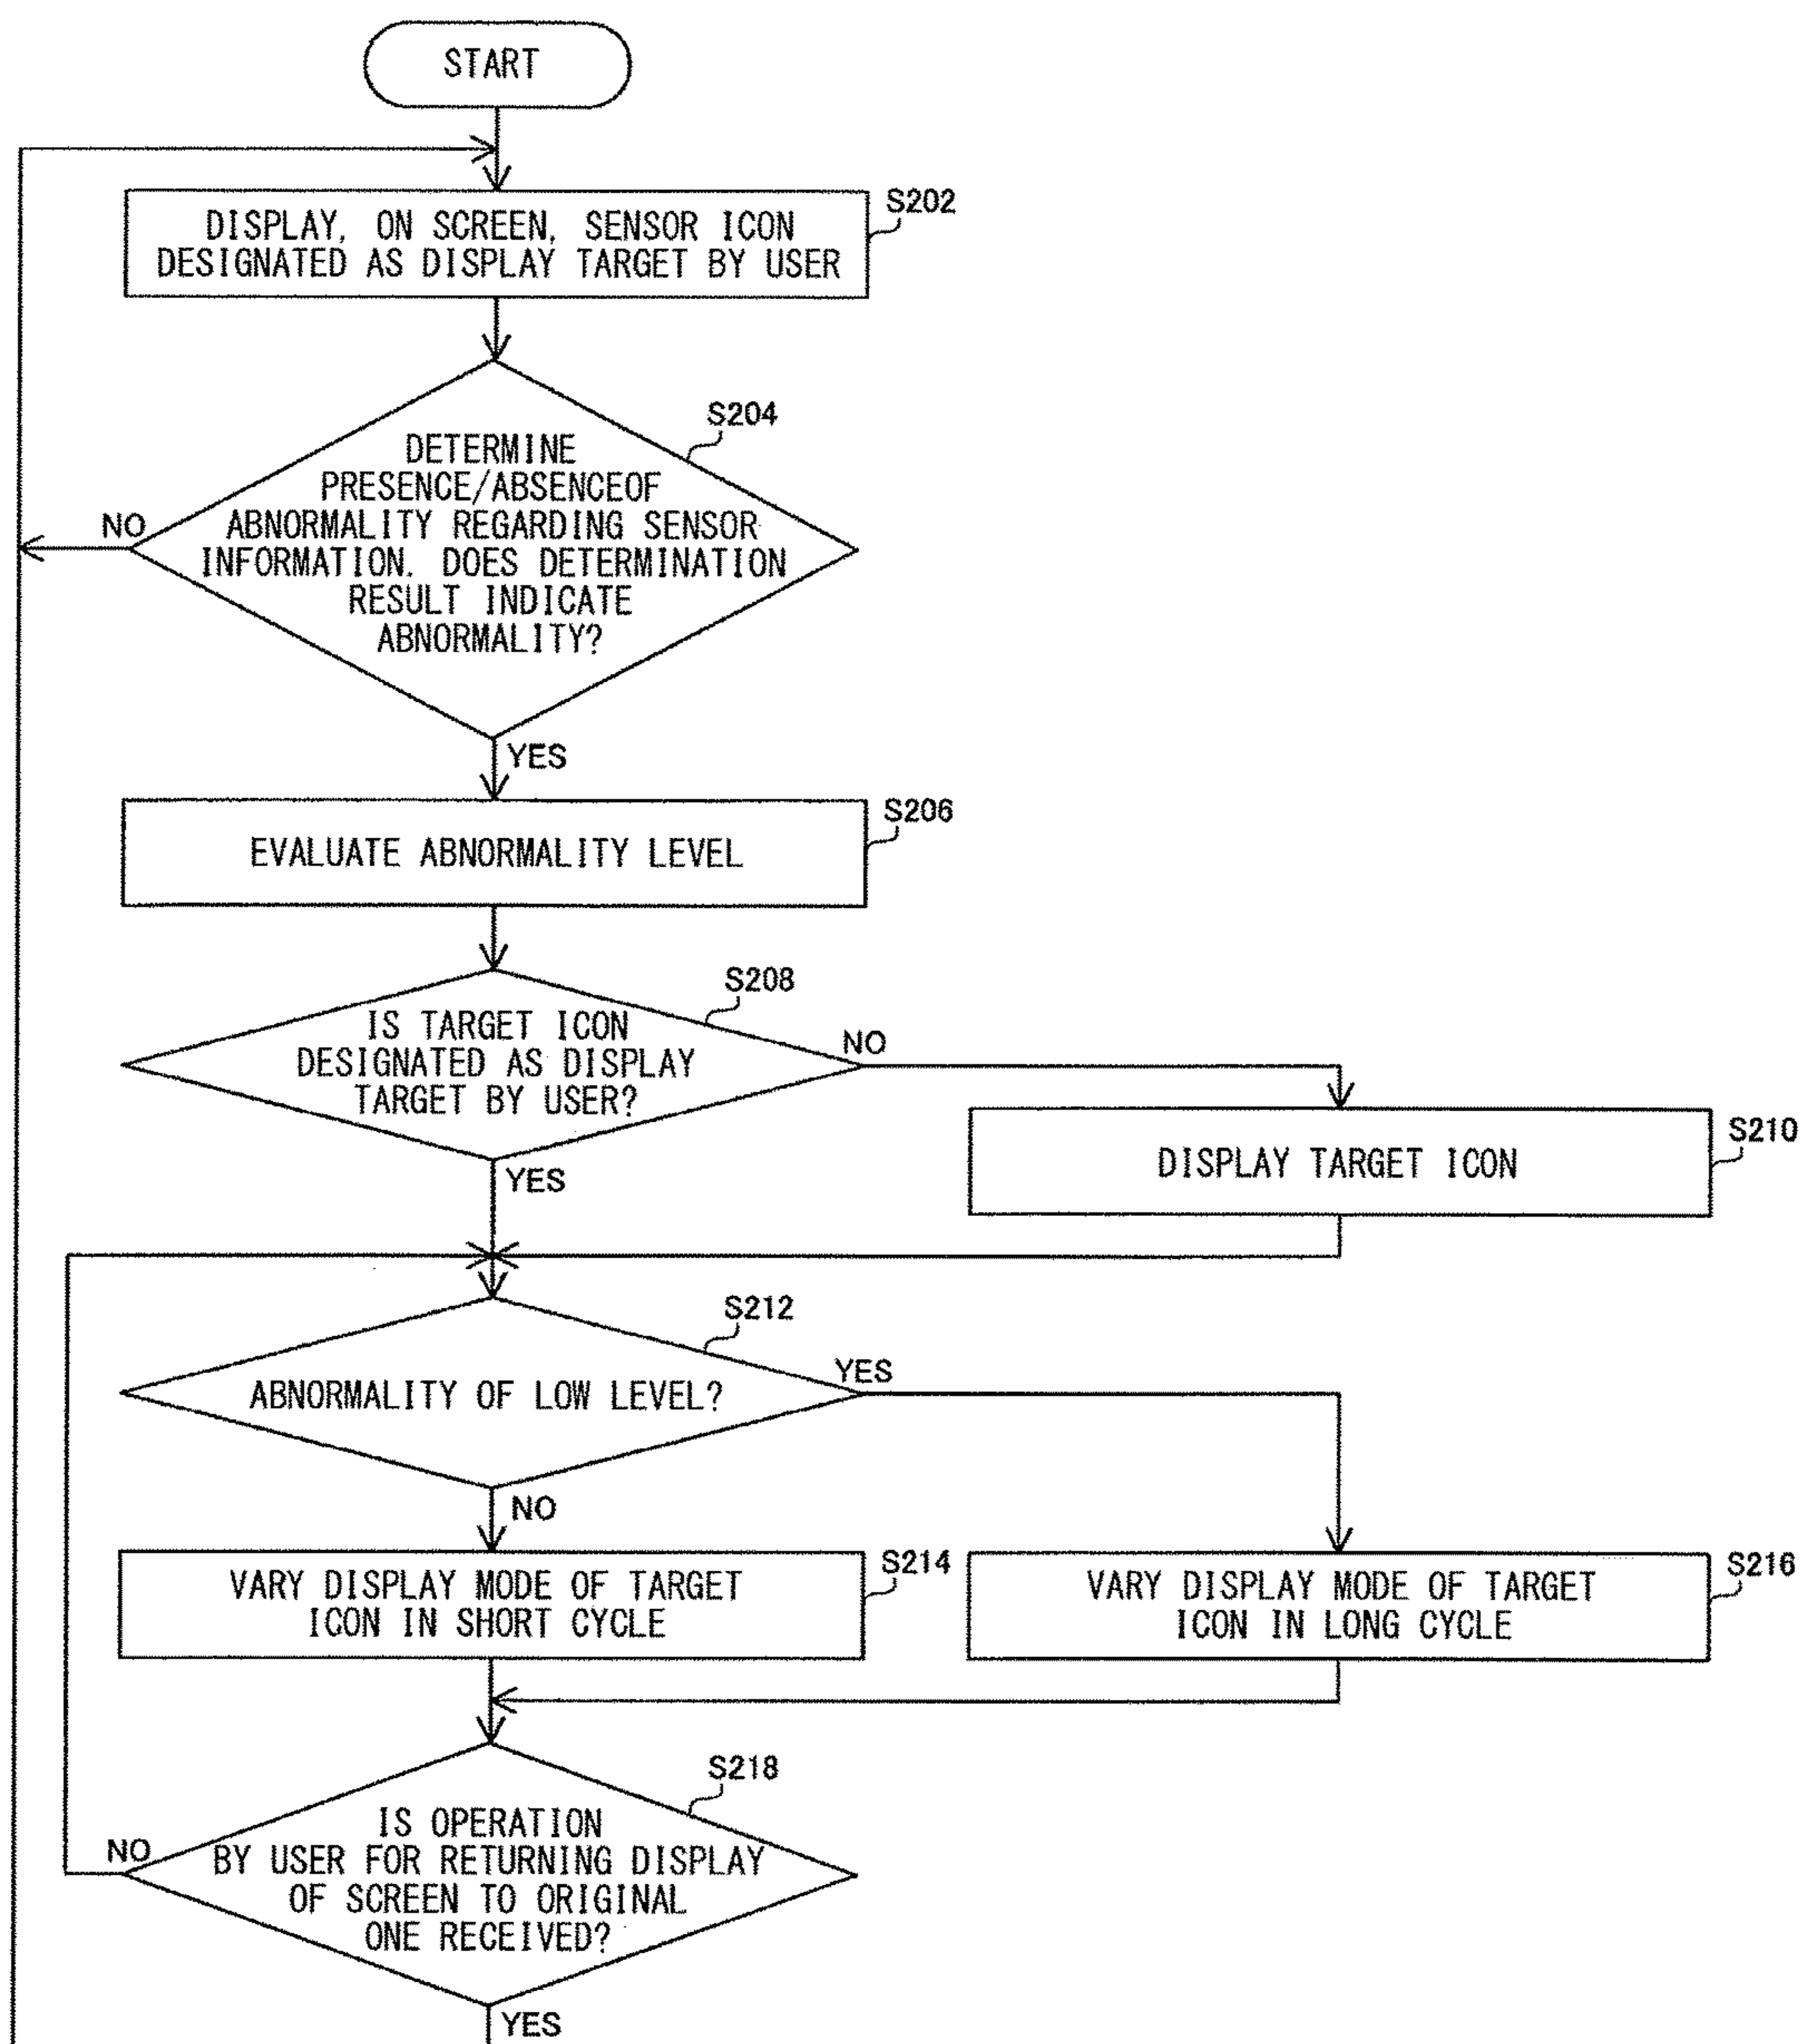 START
S202
DISPLAY, ON SCREEN, SENSOR ICON
DESIGNATED AS DISPLAY TARGET BY USER
S204
DETERMINE
PRESENCE/ABSENCEOF
ABNORMALITY REGARDING SENSOR
INFORMATION. DOES DETERMINATION
RESULT INDICATE
ABNORMALITY?
NO
YES
S206
EVALUATE ABNORMALITY LEVEL
S208
IS TARGET ICON
DESIGNATED AS DISPLAY
TARGET BY USER?
NO
YES
S210
DISPLAY TARGET ICON
S212
ABNORMALITY OF LOW LEVEL?
YES
NO
S214
VARY DISPLAY MODE OF TARGET
ICON IN SHORT CYCLE
S216
VARY DISPLAY MODE OF TARGET
ICON IN LONG CYCLE
S218
IS OPERATION
BY USER FOR RETURNING DISPLAY
OF SCREEN TO ORIGINAL
ONE RECEIVED?
NO
YES